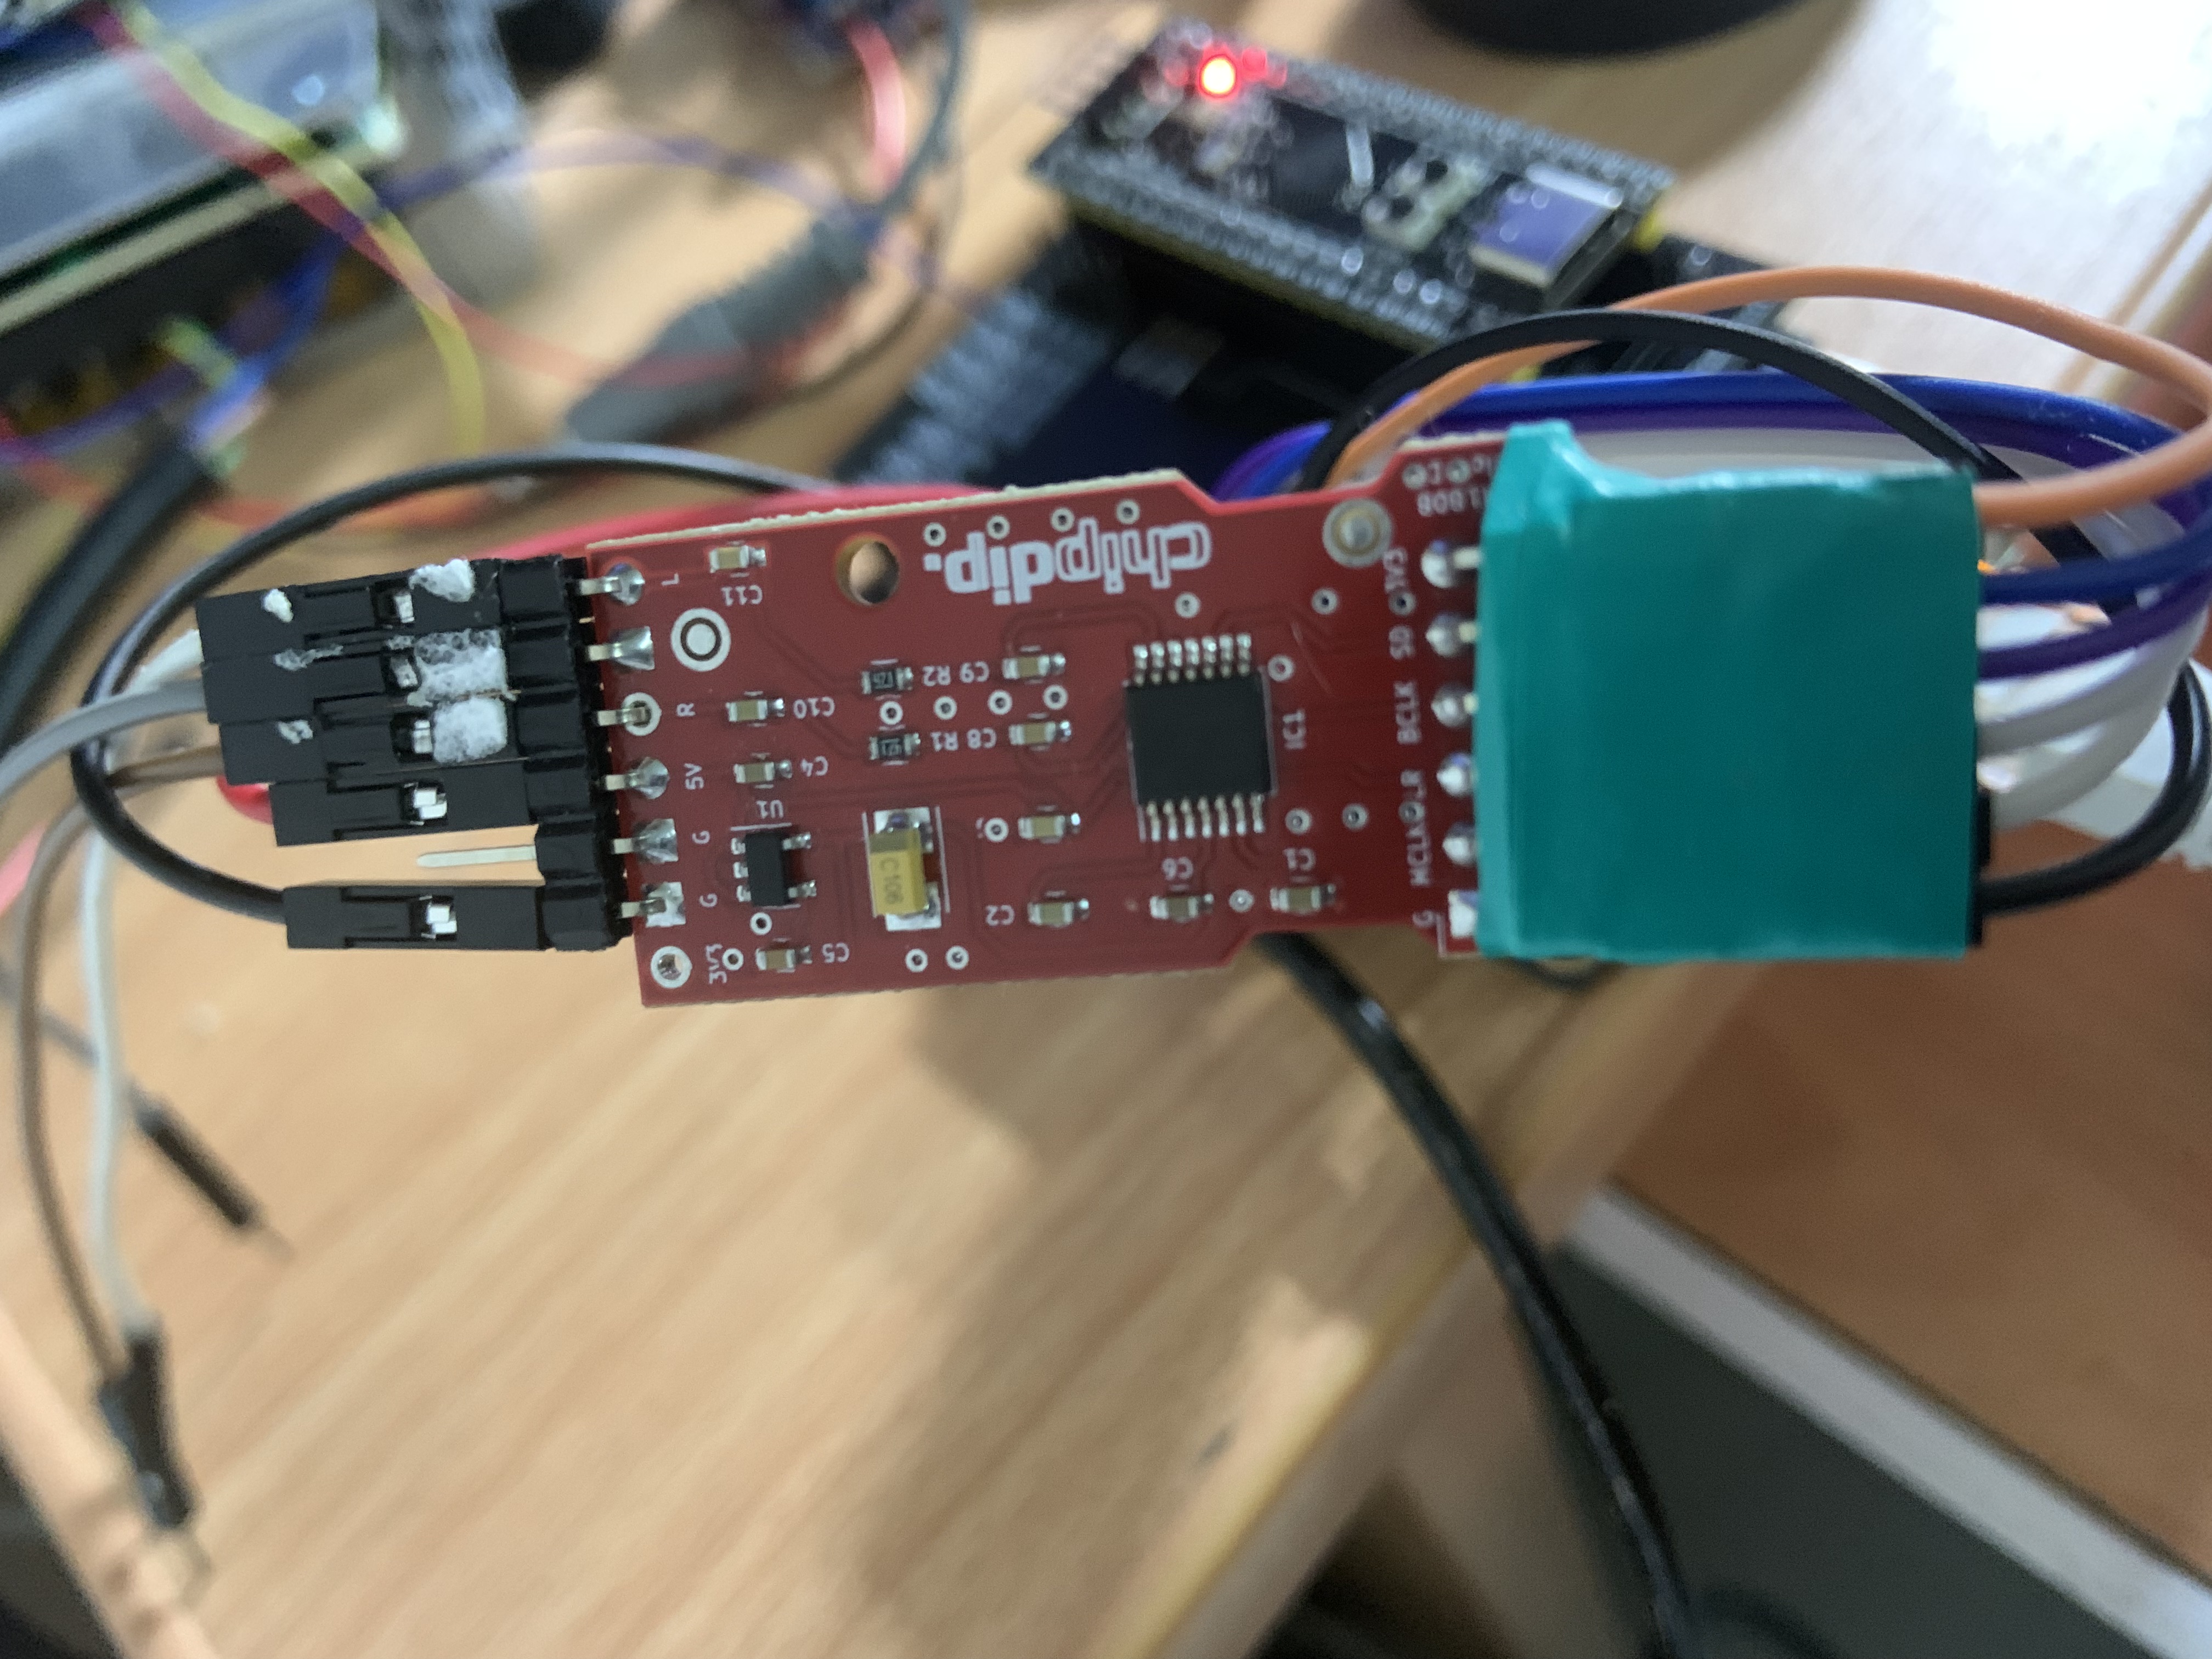 3V3 G G 5V R L
C5 U1 C4 C10 C11
C106
R1 R2
C2 C8 C9
chipdip.
C6
C1 IC1
G MCLK LR BCLK SD 3V3
1808